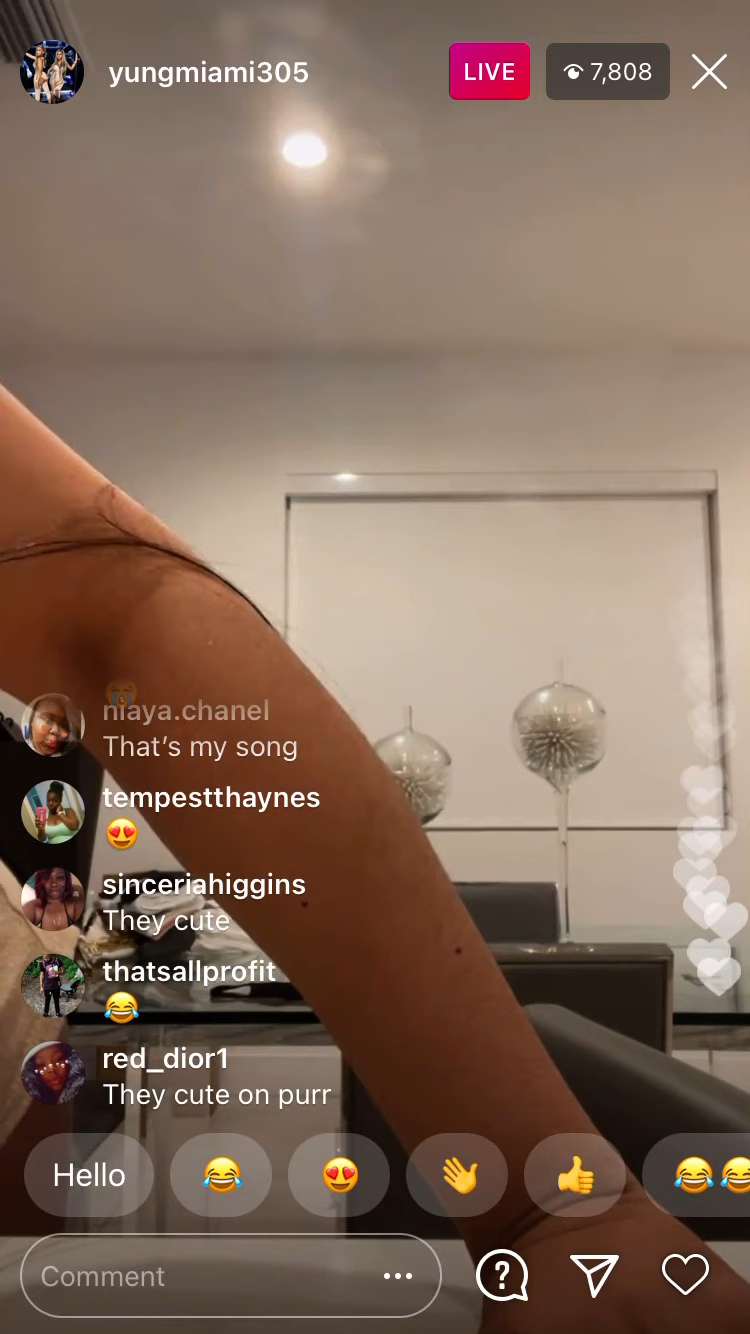 yungmiami305
LIVE
7,808
niaya.chanel
That's my song
tempestthaynes
😍
sinceriahiggins
They cute
thatsallprofit
😂
red_dior1
They cute on purr
Hello
Comment